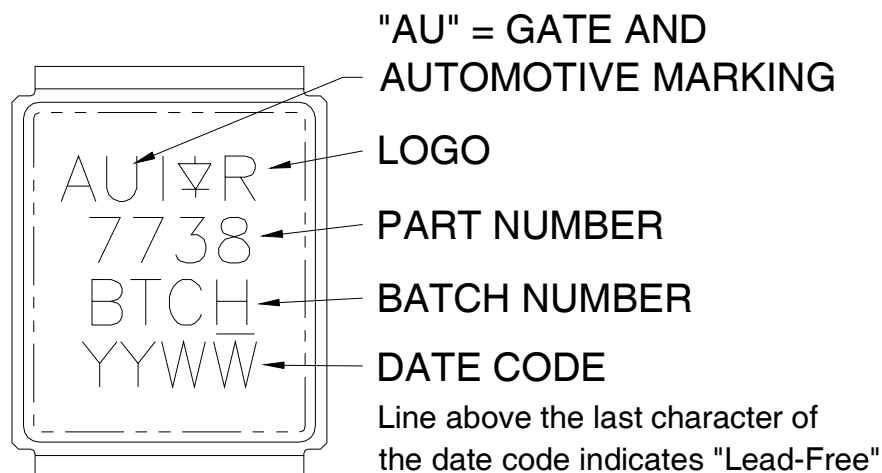 "AU" = GATE AND
AUTOMOTIVE MARKING
AUI R
LOGO
7738
PART NUMBER
BTCH
BATCH NUMBER
YYWW
DATE CODE
Line above the last character of
the date code indicates "Lead-Free"